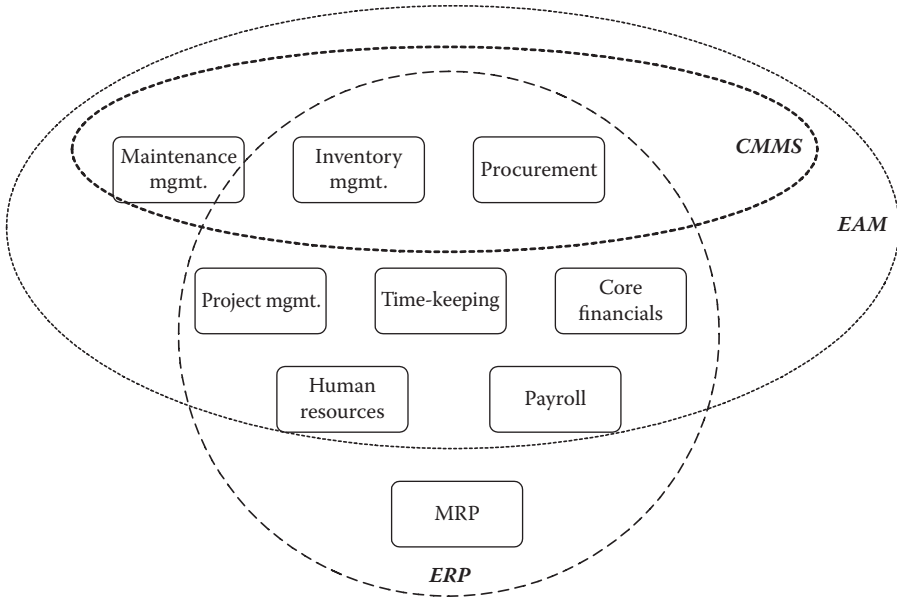 Maintenance
mgmt.
Inventory
mgmt.
Procurement
CMMS
EAM
Project mgmt.
Time-keeping
Core
financials
Human
resources
Payroll
MRP
ERP